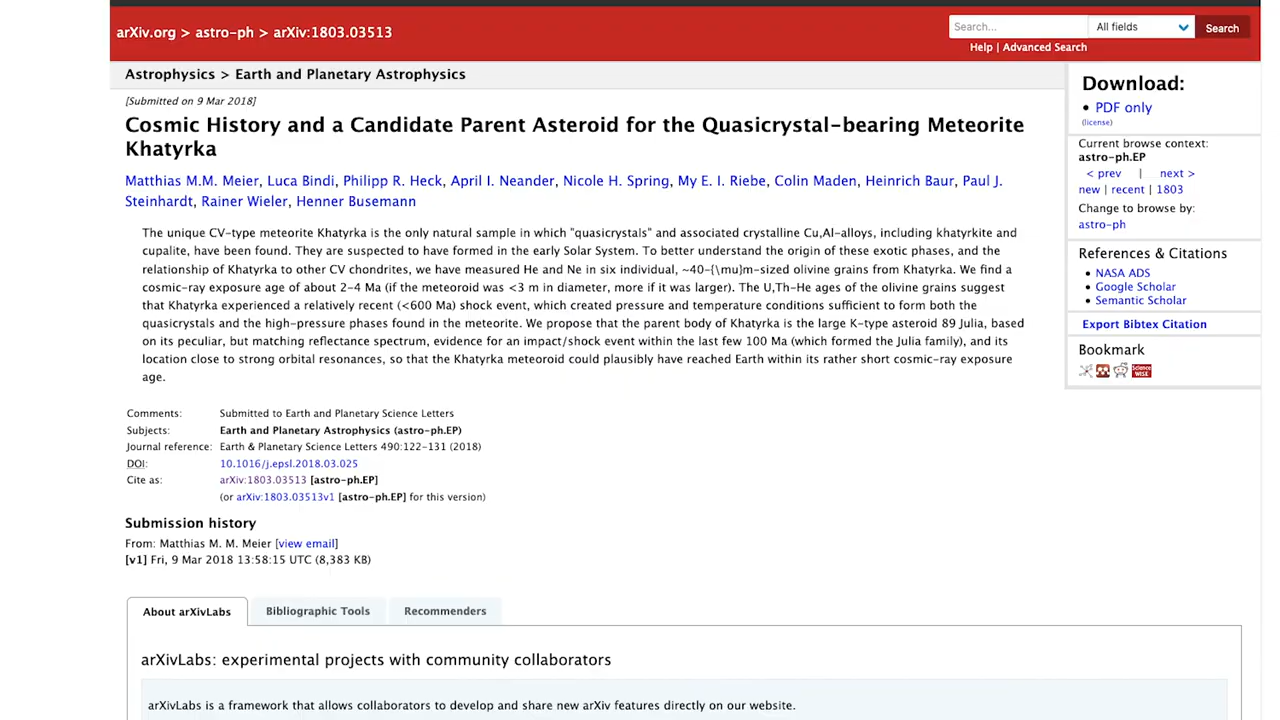 arXiv.org > astro-ph > arXiv:1803.03513
Search...
All fields
Search
Help | Advanced Search
Astrophysics > Earth and Planetary Astrophysics
[Submitted on 9 Mar 2018]
Cosmic History and a Candidate Parent Asteroid for the Quasicrystal-bearing Meteorite
Khatyrka
Matthias M.M. Meier, Luca Bindi, Philipp R. Heck, April I. Neander, Nicole H. Spring, My E. I. Riebe, Colin Maden, Heinrich Baur, Paul J.
Steinhardt, Rainer Wieler, Henner Busemann
The unique CV-type meteorite Khatyrka is the only natural sample in which "quasicrystals" and associated crystalline Cu,Al-alloys, including khatyrkite and
cupalite, have been found. They are suspected to have formed in the early Solar System. To better understand the origin of these exotic phases, and the
relationship of Khatyrka to other CV chondrites, we have measured He and Ne in six individual, ~40-{\mu}m-sized olivine grains from Khatyrka. We find a
cosmic-ray exposure age of about 2-4 Ma (if the meteoroid was <3 m in diameter, more if it was larger). The U,Th-He ages of the olivine grains suggest
that Khatyrka experienced a relatively recent (<600 Ma) shock event, which created pressure and temperature conditions sufficient to form both the
quasicrystals and the high-pressure phases found in the meteorite. We propose that the parent body of Khatyrka is the large K-type asteroid 89 Julia, based
on its peculiar, but matching reflectance spectrum, evidence for an impact/shock event within the last few 100 Ma (which formed the Julia family), and its
location close to strong orbital resonances, so that the Khatyrka meteoroid could plausibly have reached Earth within its rather short cosmic-ray exposure
age.
Comments: Submitted to Earth and Planetary Science Letters
Subjects: Earth and Planetary Astrophysics (astro-ph.EP)
Journal reference: Earth & Planetary Science Letters 490:122-131 (2018)
DOI: 10.1016/j.epsl.2018.03.025
Cite as: arXiv:1803.03513 [astro-ph.EP]
(or arXiv:1803.03513v1 [astro-ph.EP] for this version)
Submission history
From: Matthias M. M. Meier [view email]
[v1] Fri, 9 Mar 2018 13:58:15 UTC (8,383 KB)
About arXivLabs
Bibliographic Tools
Recommenders
arXivLabs: experimental projects with community collaborators
arXivLabs is a framework that allows collaborators to develop and share new arXiv features directly on our website.
Download:
• PDF only
(license)
Current browse context:
astro-ph.EP
< prev | next >
new | recent | 1803
Change to browse by:
astro-ph
References & Citations
• NASA ADS
• Google Scholar
• Semantic Scholar
Export Bibtex Citation
Bookmark
Science
WISE